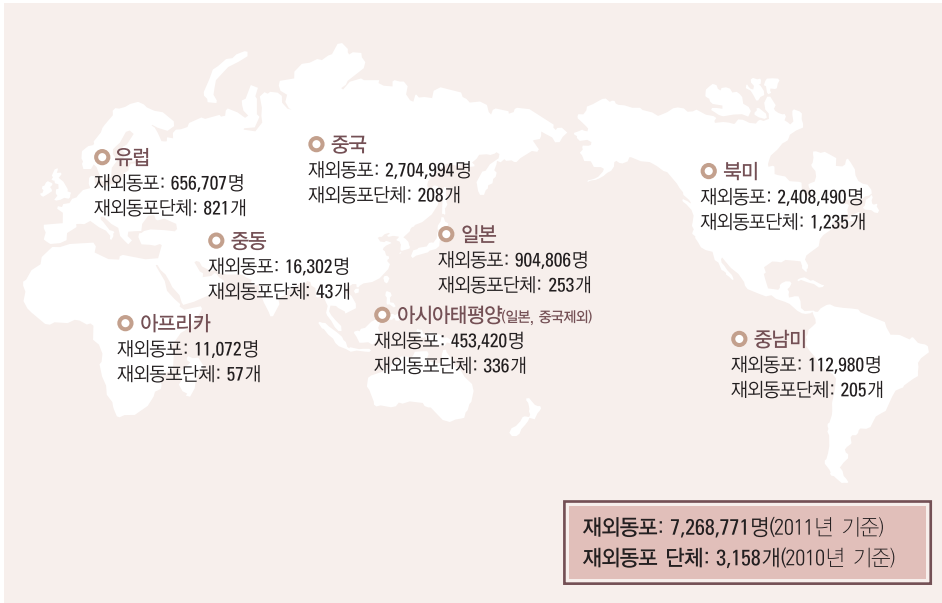 유럽
재외동포: 656,707명
재외동포단체: 821개
중국
재외동포: 2,704,994명
재외동포단체: 208개
북미
재외동포: 2,408,490명
재외동포단체: 1,235개
중동
재외동포: 16,302명
재외동포단체: 43개
일본
재외동포: 904,806명
재외동포단체: 253개
아프리카
재외동포: 11,072명
재외동포단체: 57개
아시아태평양(일본, 중국제외)
재외동포: 453,420명
재외동포단체: 336개
중남미
재외동포: 112,980명
재외동포단체: 205개
재외동포: 7,268,771명(2011년 기준)
재외동포 단체: 3,158개(2010년 기준)